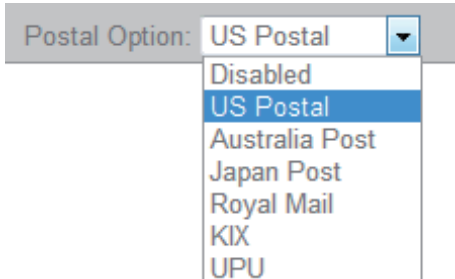 Postal Option: US Postal
Disabled
US Postal
Australia Post
Japan Post
Royal Mail
KIX
UPU